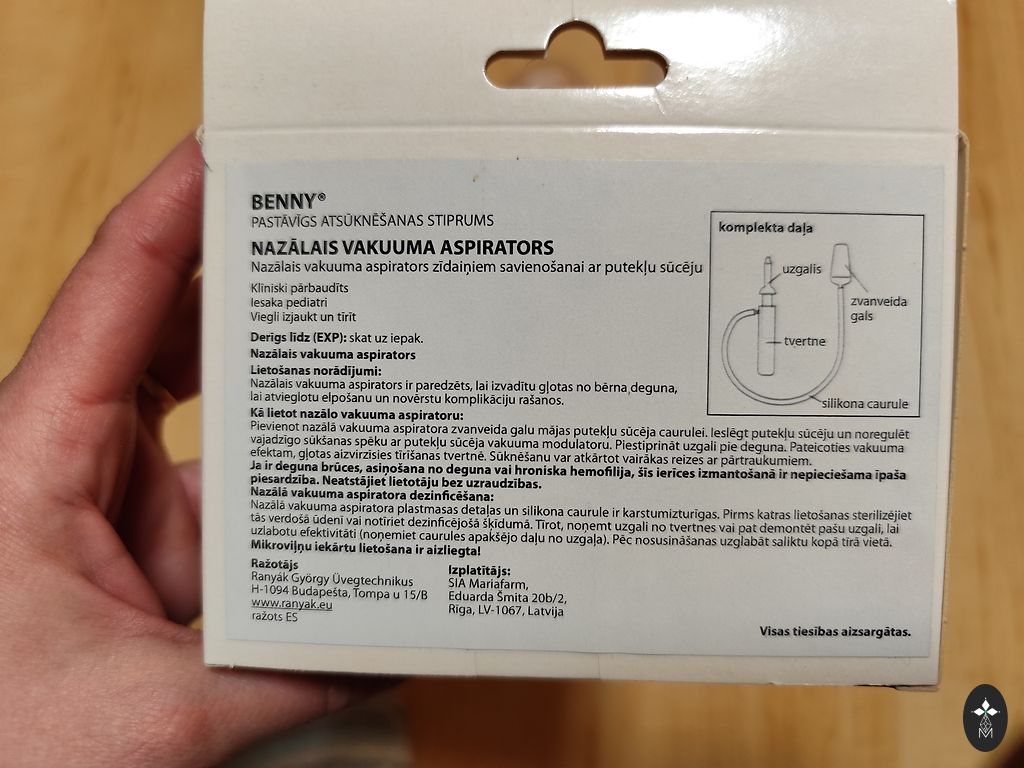 BENNY®
PASTĀVĪGS ATSŪKNĒŠANAS STIPRUMS
NAZĀLAIS VAKUUMA ASPIRATORS
Nazālais vakuuma aspirators zīdaiņiem savienošanai ar putekļu sūcēju
Klīniski pārbaudīts
Iesaka pediatri
Viegli izjaukt un tīrīt
Derīgs līdz (EXP): skat uz iepak.
Nazālais vakuuma aspirators
Lietošanas norādījumi:
Nazālais vakuuma aspirators ir paredzēts, lai izvadītu gļotas no bērna deguna,
lai atvieglotu elpošanu un novērstu komplikāciju rašanos.
komplekta daļa
uzgalis
zvanveida
gals
tvertne
silikona caurule
Kā lietot nazālo vakuuma aspiratoru:
Pievienot nazālā vakuuma aspiratora zvanveida galu mājas putekļu sūcēja caurulei. Ieslēgt putekļu sūcēju un noregulēt
vajadzīgo sūkšanas spēku ar putekļu sūcēja vakuuma modulatoru. Piestiprināt uzgali pie deguna. Pateicoties vakuuma
efektam, gļotas aizvirzīsies tīrīšanas tvertnē. Sūknēšanu var atkārtot vairākas reizes ar pārtraukumiem.
Ja ir deguna brūces, asiņošana no deguna vai hroniska hemofilija, šīs ierīces izmantošanā ir nepieciešama īpaša
piesardzība. Neatstājiet lietotāju bez uzraudzības.
Nazālā vakuuma aspiratora dezinficēšana:
Nazālā vakuuma aspiratora plastmasas detaļas un silikona caurule ir karstumizturīgas. Pirms katras lietošanas sterilizējiet
tās verdošā ūdenī vai notīriet dezinficējošā šķīdumā. Tīrot, noņemt uzgali no tvertnes vai pat demontēt pašu uzgali, lai
uzlabotu efektivitāti (noņemiet caurules apakšējo daļu no uzgaļa). Pēc nosusināšanas uzglabāt saliktu kopā tīrā vietā.
Mikroviļņu iekārtu lietošana ir aizliegta!
Ražotājs
Ranyák György Üvegtechnikus
H-1094 Budapešta, Tompa u 15/B
www.ranyak.eu
ražots ES
Izplatītājs:
SIA Mariafarm,
Eduarda Šmita 20b/2,
Rīga, LV-1067, Latvija
Visas tiesības aizsargātas.
M